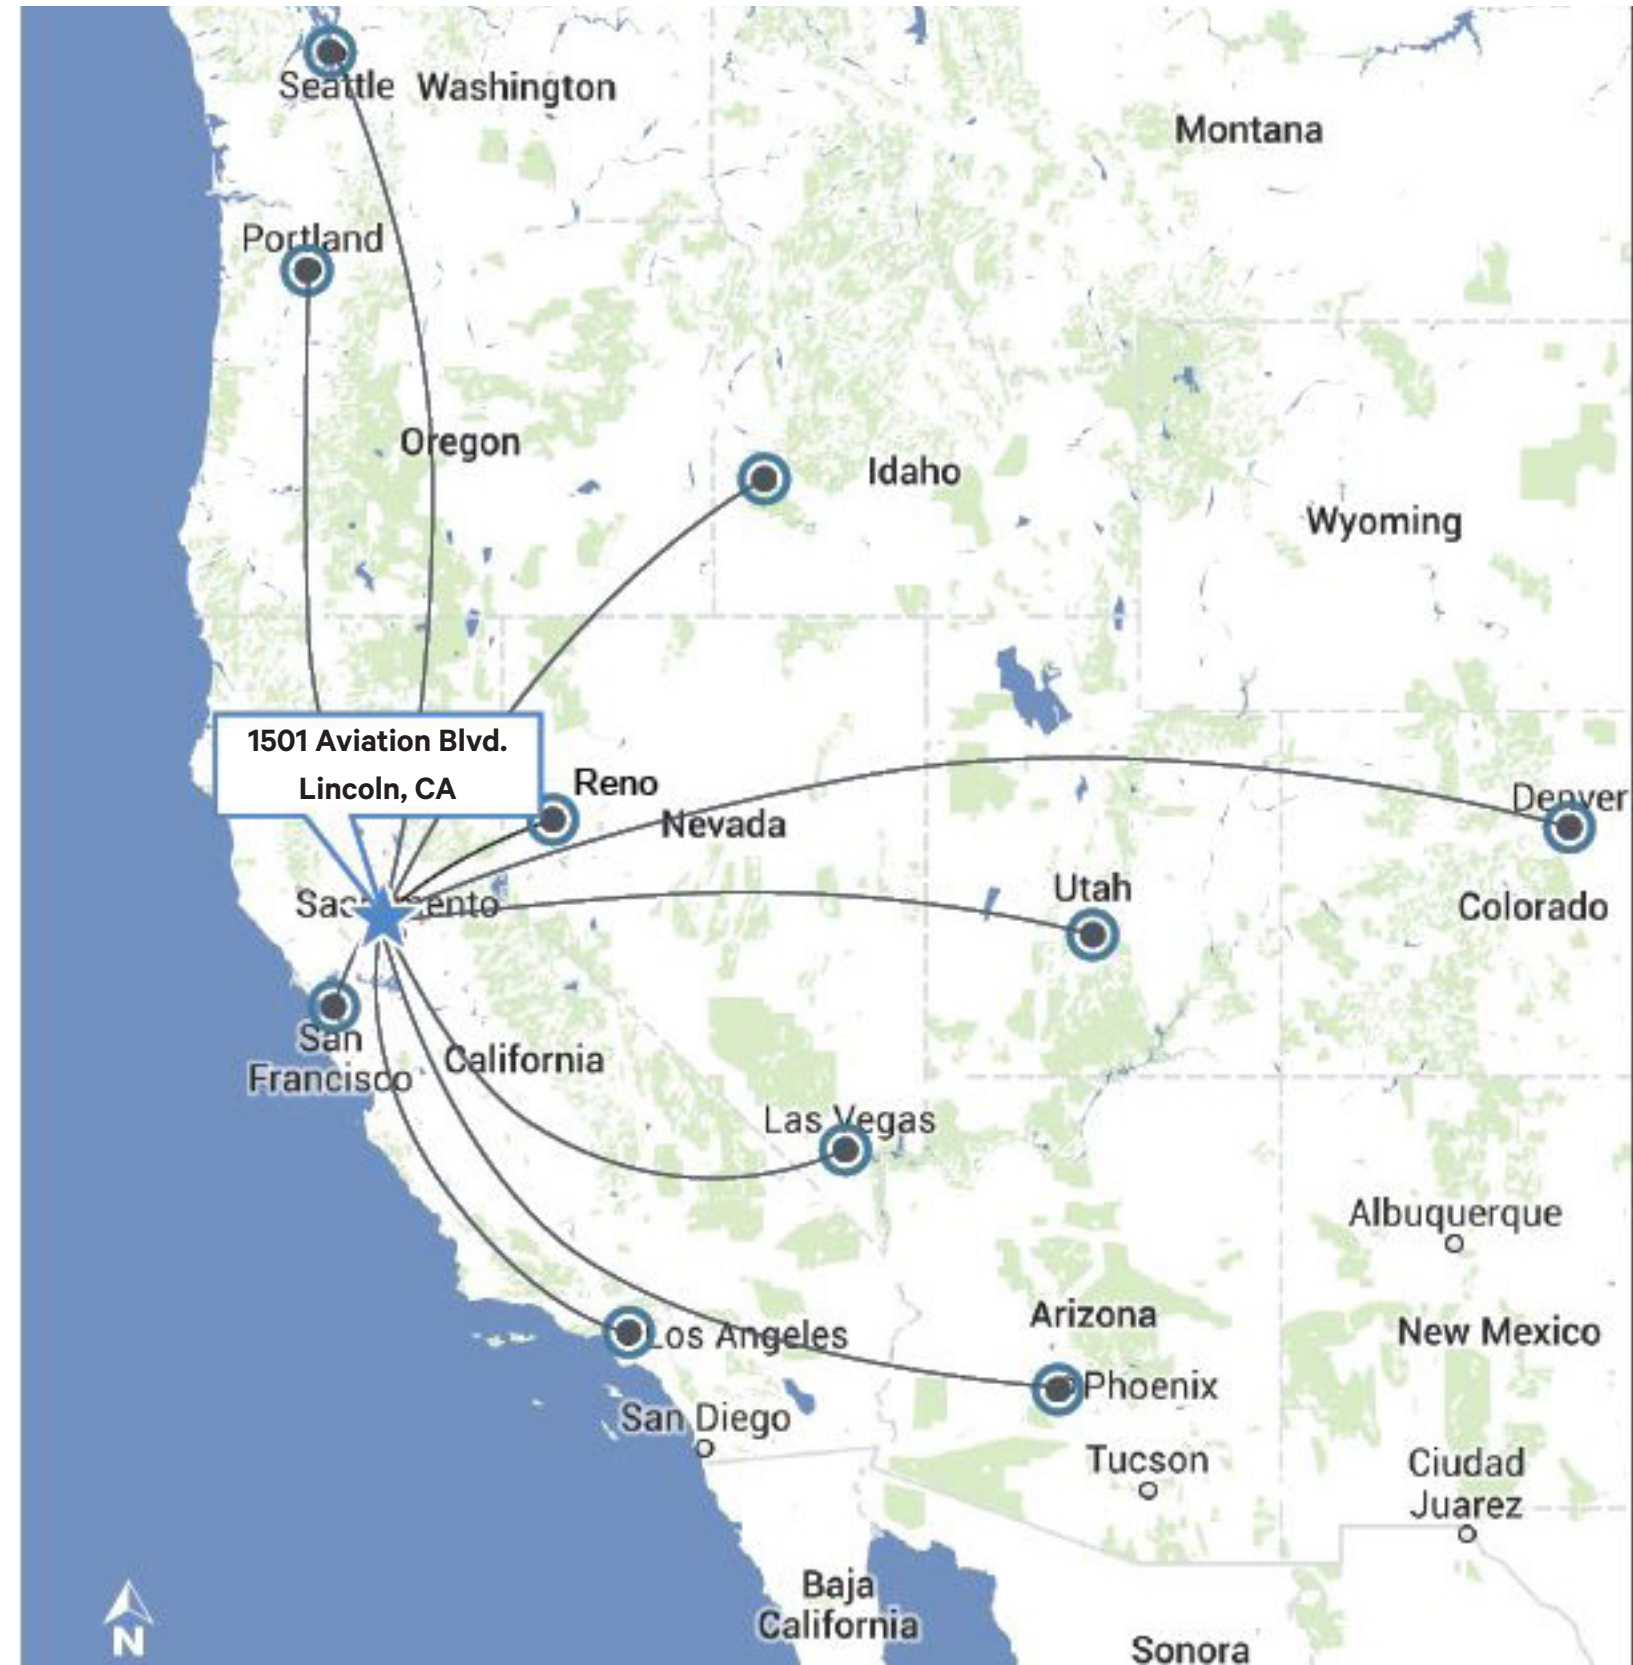 Seattle
Washington
Montana
Portland
Oregon
Idaho
Wyoming
1501 Aviation Blvd.
Lincoln, CA
Reno
Nevada
Denver
Utah
Colorado
San
Francisco
California
Las Vegas
Albuquerque
Arizona
New Mexico
Los Angeles
Phoenix
San Diego
Tucson
Ciudad
Juarez
Baja
California
Sonora
N